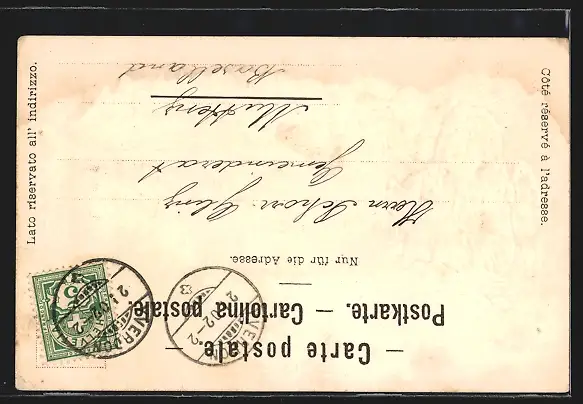 — Carte postale —
Postkarte. — Cartolina postale.
Nur für die Adresse.
Côté réservé à l'adresse.
Lato riservato all' indirizzo.
Herrn
Gemeinderat
Muttenz
Baselland